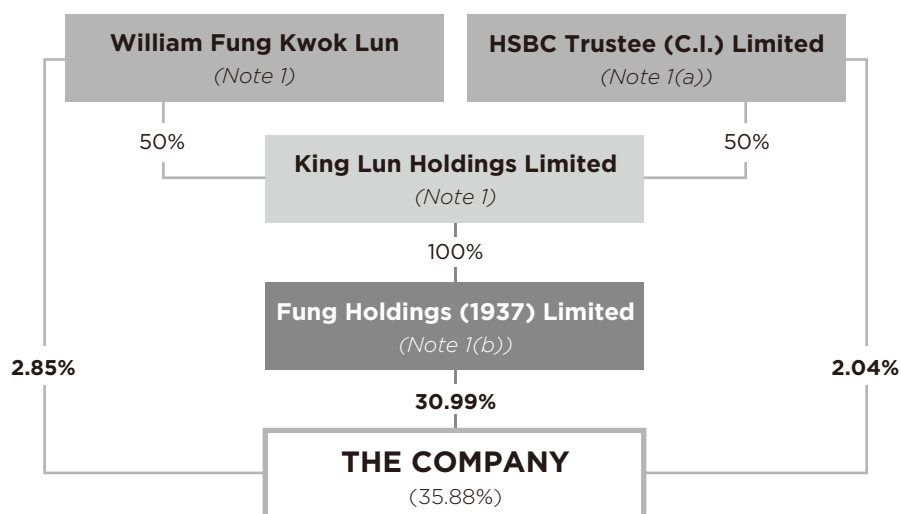 William Fung Kwok Lun
(Note 1)
HSBC Trustee (C.I.) Limited
(Note 1(a))
50%
50%
King Lun Holdings Limited
(Note 1)
100%
Fung Holdings (1937) Limited
(Note 1(b))
2.85%
2.04%
30.99%
THE COMPANY
(35.88%)